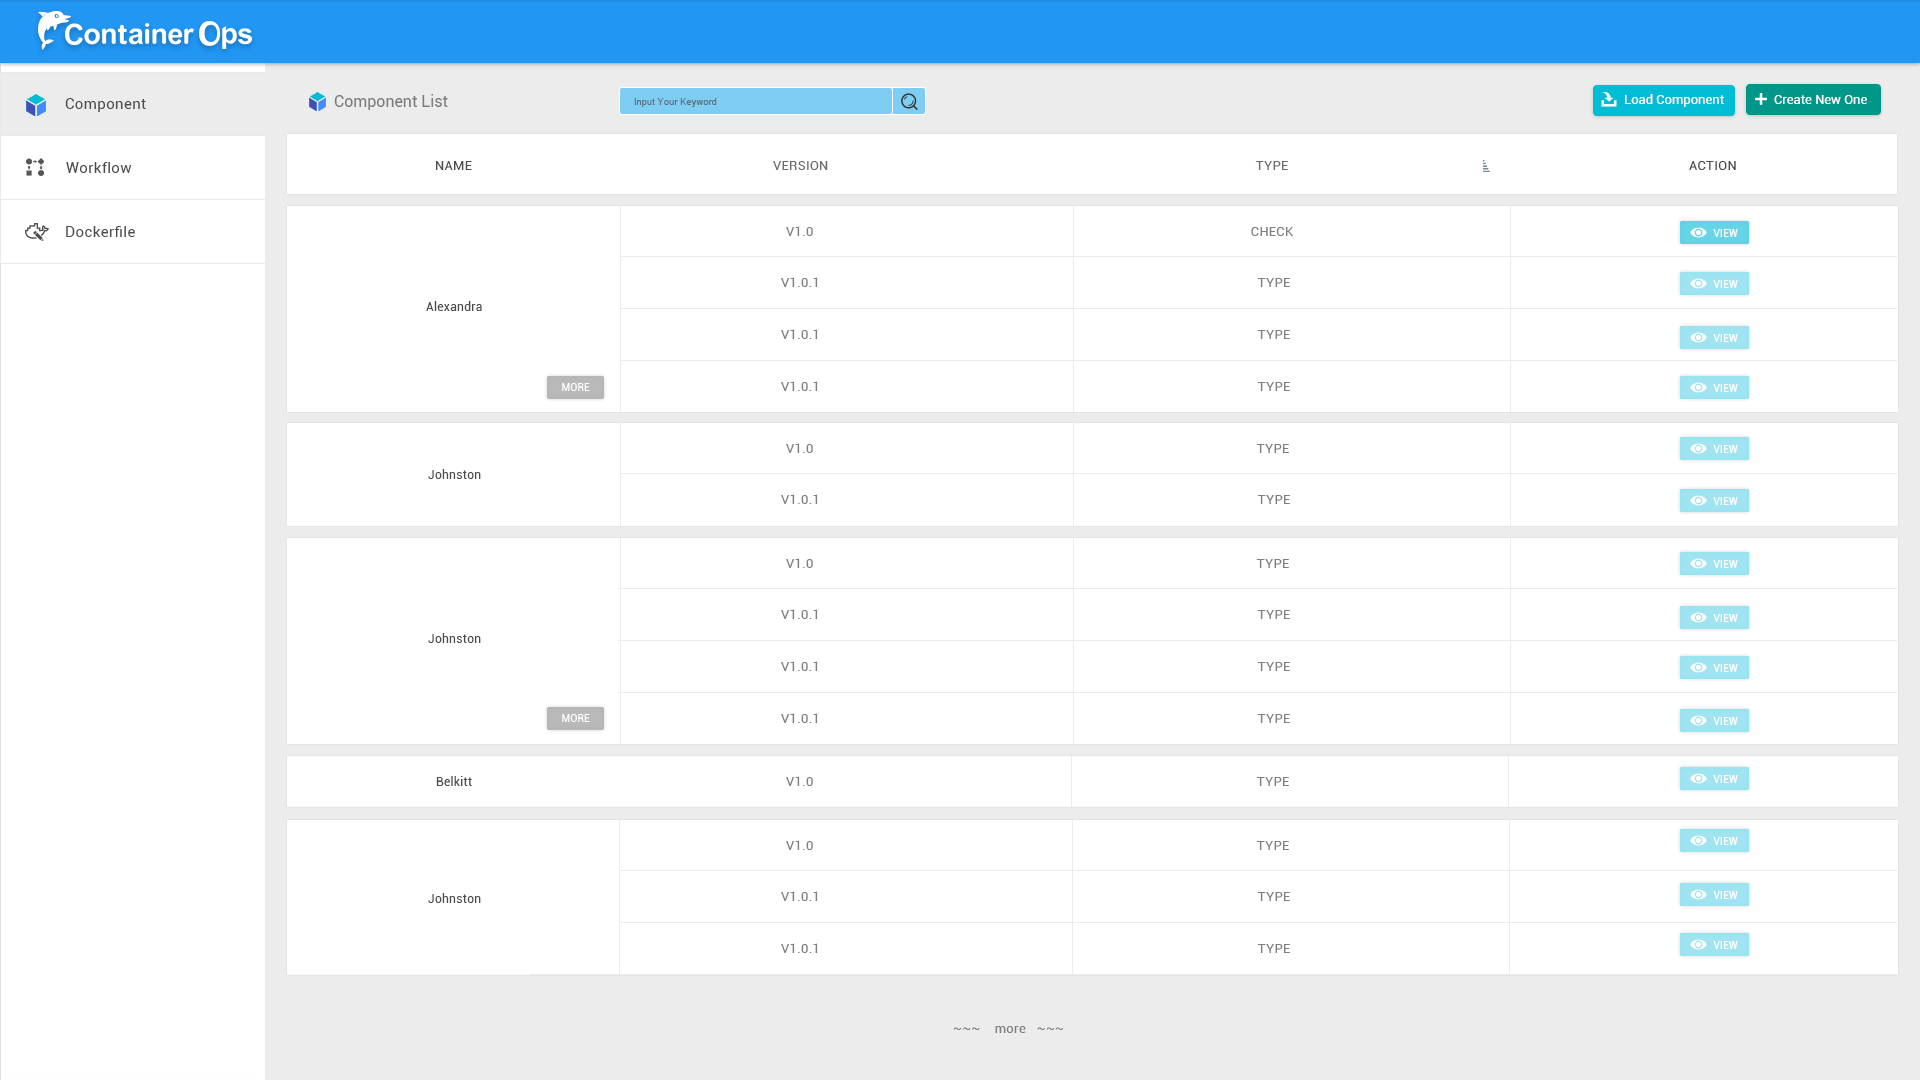 Container Ops
Component
Workflow
Dockerfile
Component List
Input Your Keyword
Load Component
Create New One
NAME VERSION TYPE ACTION
V1.0 CHECK VIEW
V1.0.1 TYPE VIEW
Alexandra
V1.0.1 TYPE VIEW
MORE V1.0.1 TYPE VIEW
V1.0 TYPE VIEW
Johnston
V1.0.1 TYPE VIEW
V1.0 TYPE VIEW
V1.0.1 TYPE VIEW
Johnston
V1.0.1 TYPE VIEW
MORE V1.0.1 TYPE VIEW
Belkitt V1.0 TYPE VIEW
V1.0 TYPE VIEW
Johnston V1.0.1 TYPE VIEW
V1.0.1 TYPE VIEW
~~~ more ~~~